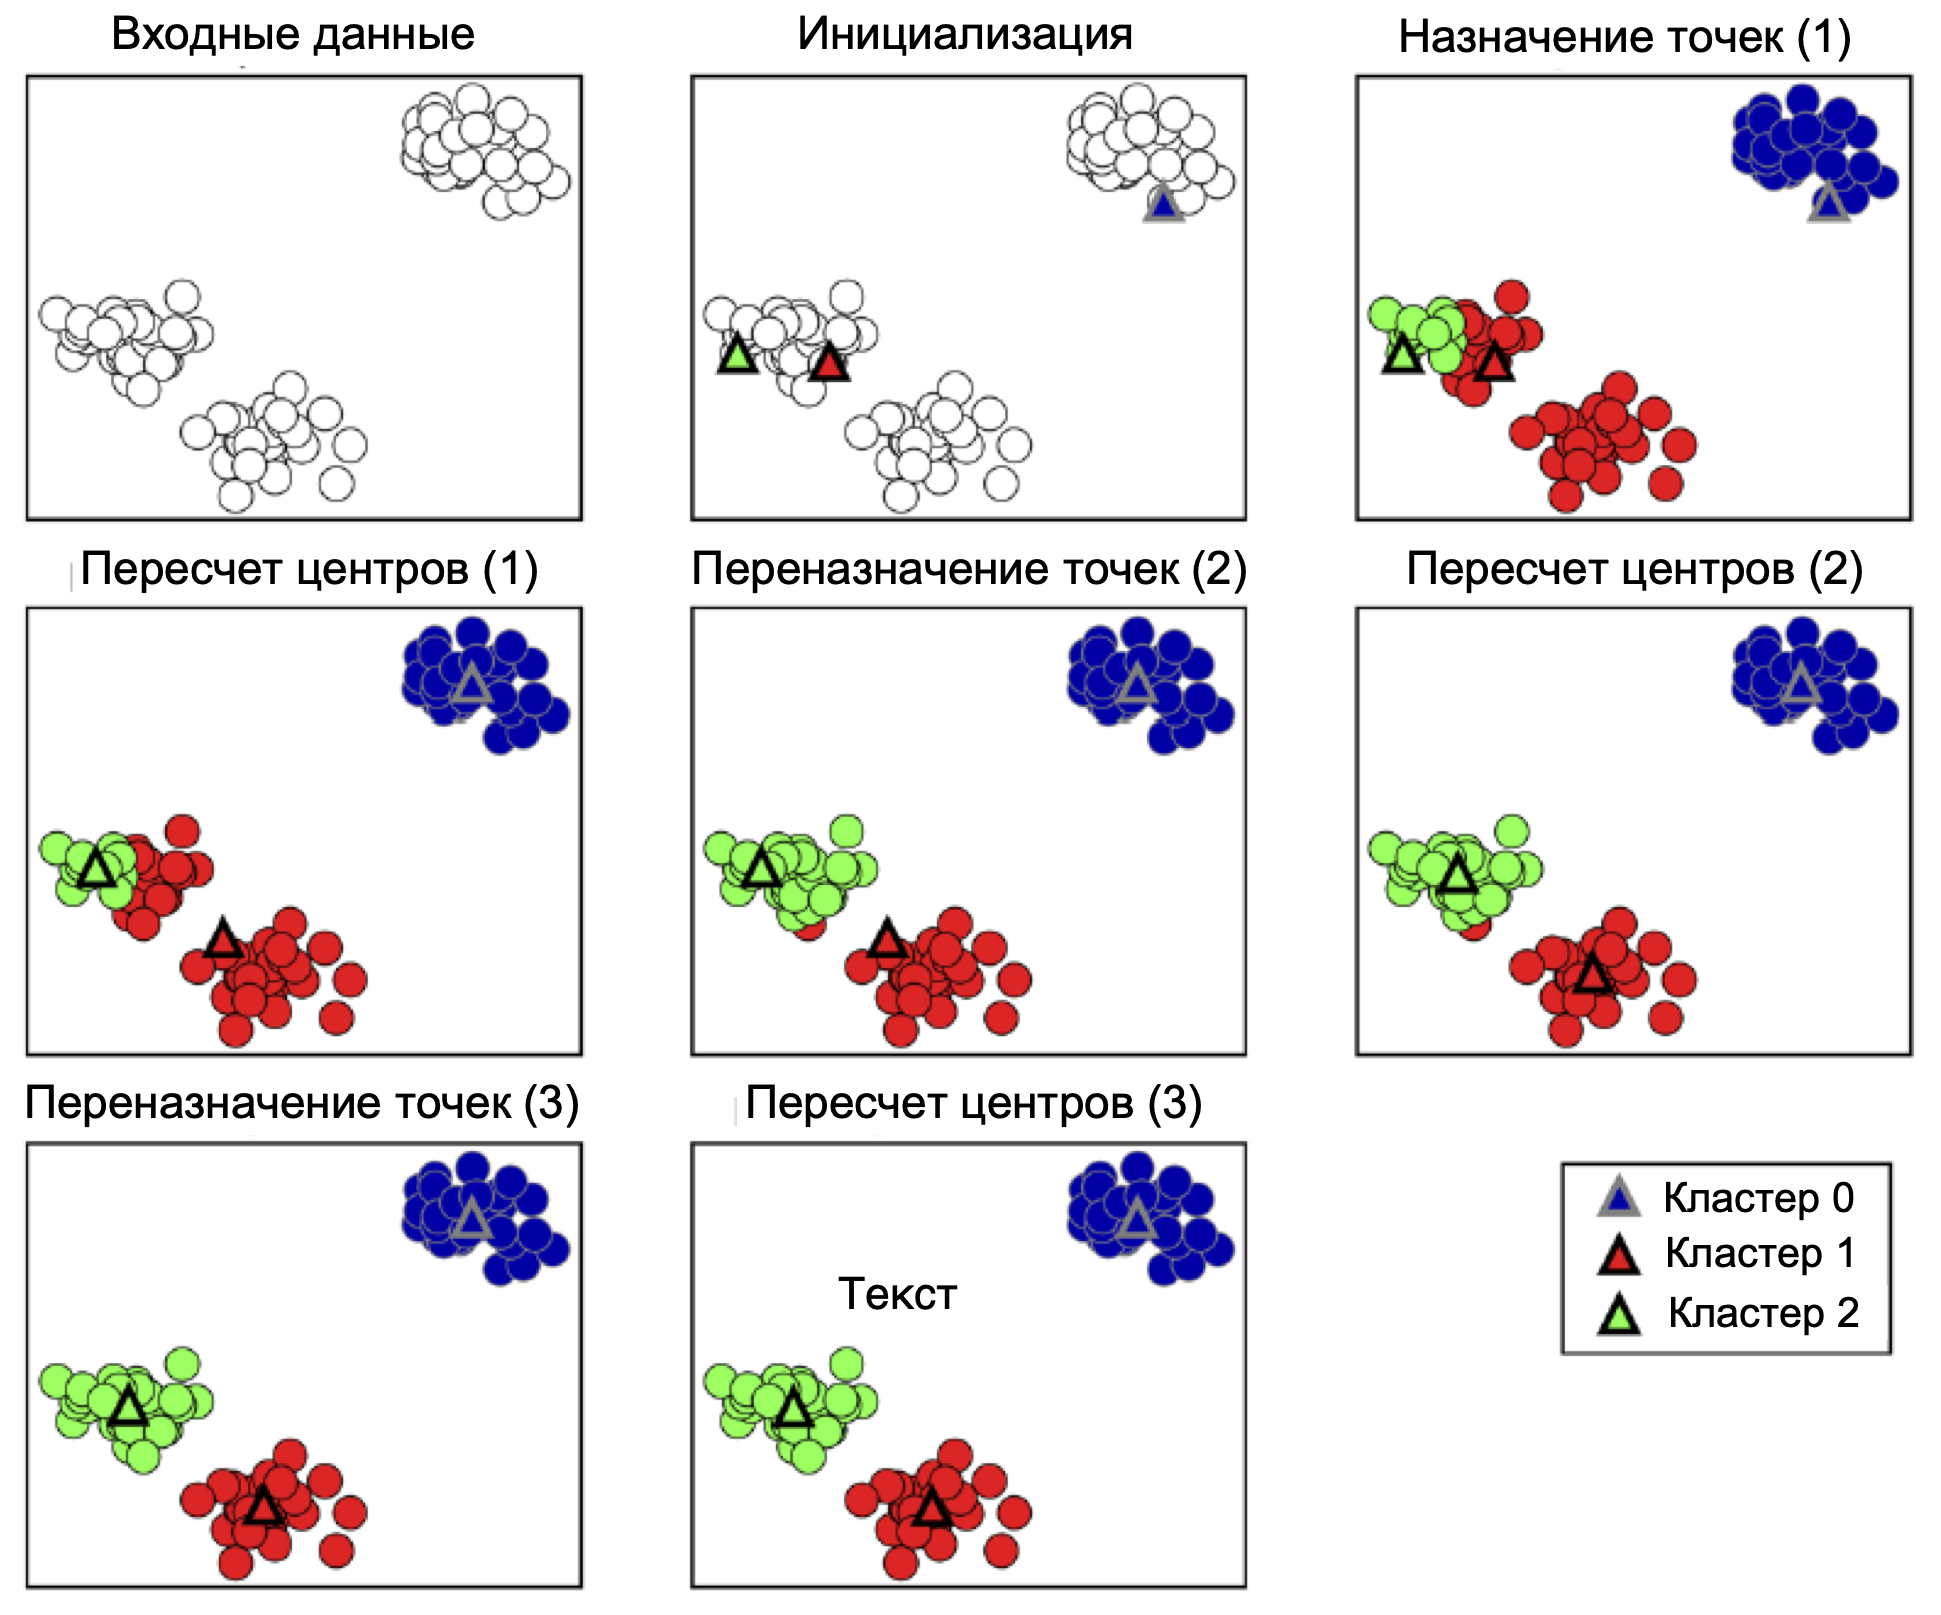 Входные данные
Инициализация
Назначение точек (1)
Пересчет центров (1)
Переназначение точек (2)
Пересчет центров (2)
Переназначение точек (3)
Пересчет центров (3)
Текст
Кластер 0
Кластер 1
Кластер 2